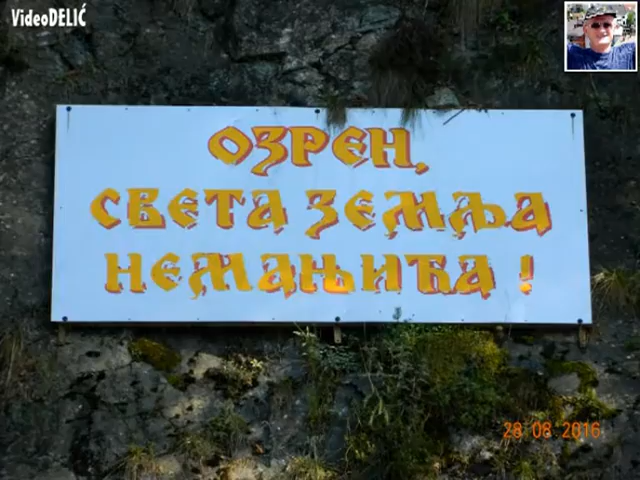 VideoDELIĆ
ОЗРЕН,
СВЕТА ЗЕМЉА
НЕМАЊИЋА !
28 08 2016